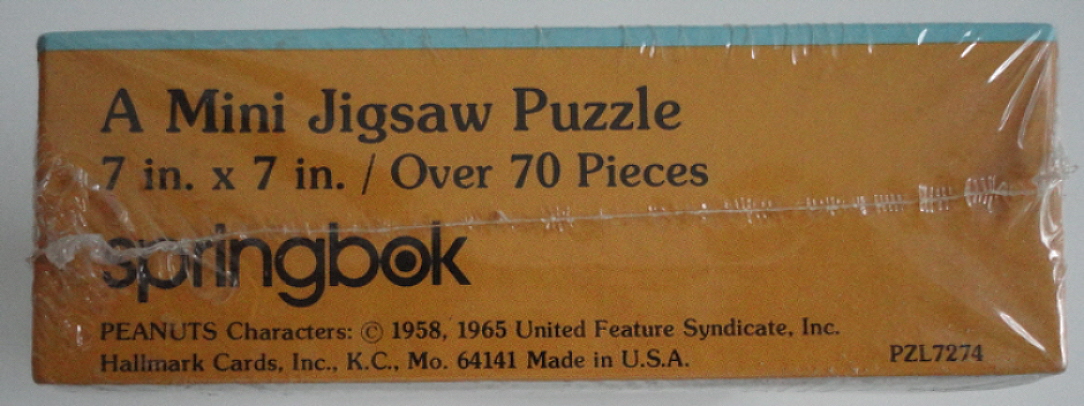 A Mini Jigsaw Puzzle
7 in. x 7 in. / Over 70 Pieces
springbok
PEANUTS Characters: © 1958, 1965 United Feature Syndicate, Inc.
Hallmark Cards, Inc., K.C., Mo. 64141 Made in U.S.A.
PZL7274